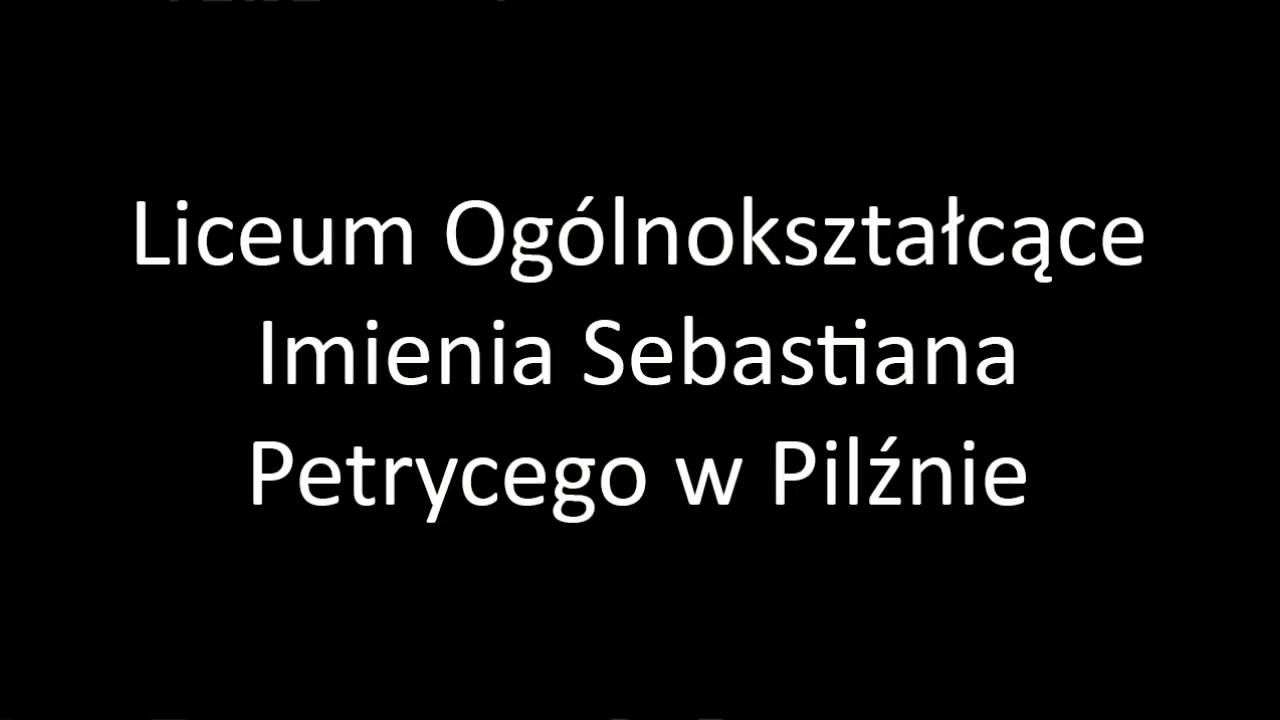 Liceum Ogólnokształcące
Imienia Sebastiana
Petrycego w Pilźnie